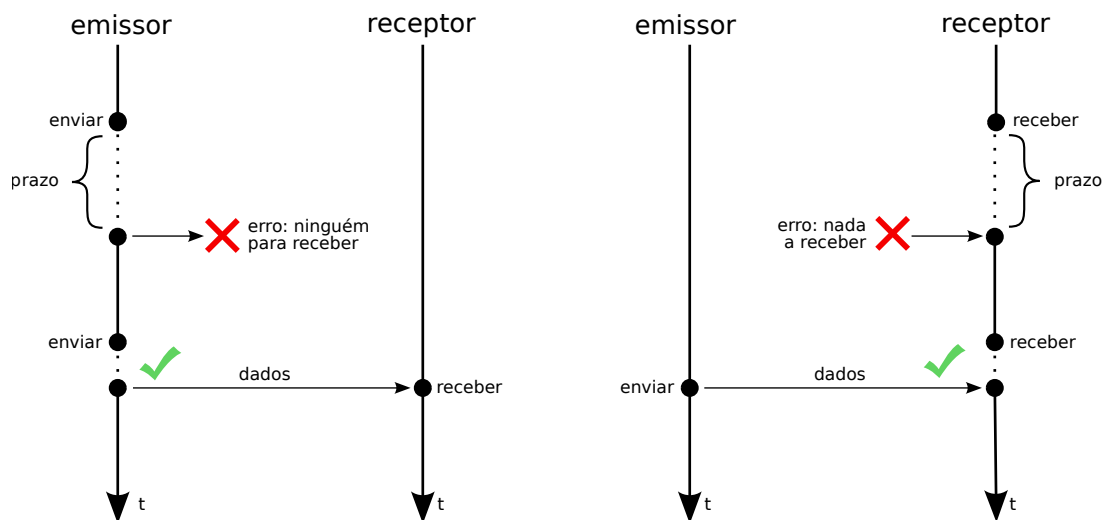 emissor
receptor
enviar
prazo
erro: ninguém
para receber
enviar
dados
receber
t
t
emissor
receptor
receber
prazo
erro: nada
a receber
receber
enviar
dados
t
t